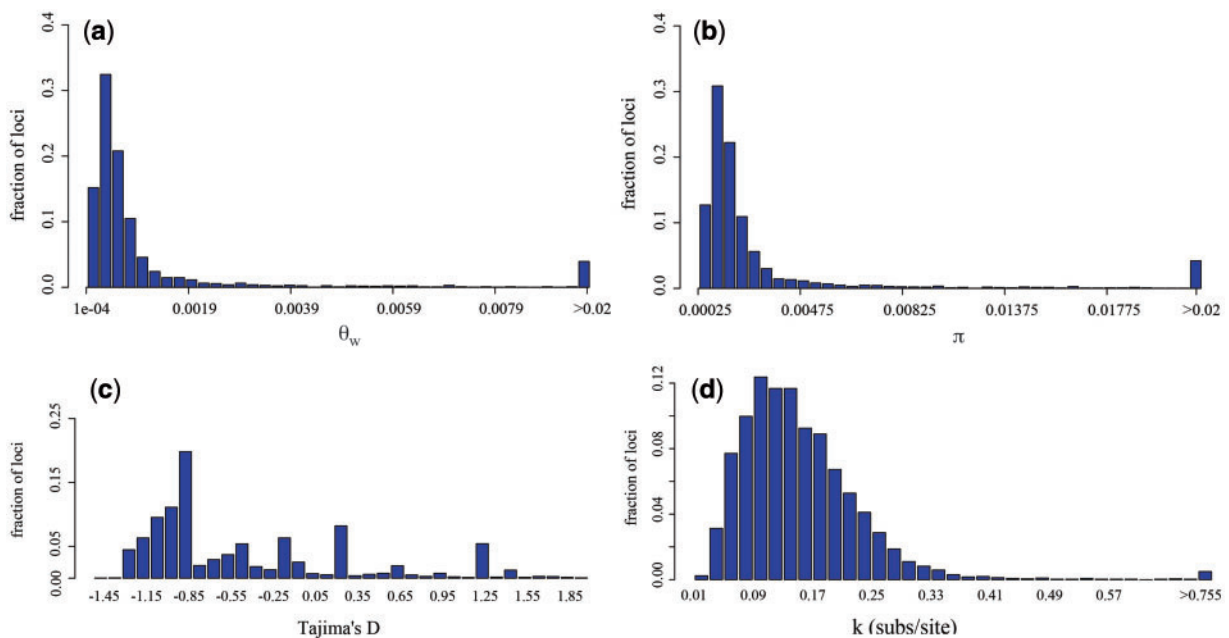 (a)
fraction of loci
0.4
0.3
0.2
0.1
0.0
1e-04 0.0019 0.0039 0.0059 0.0079 >0.02
θw
(b)
fraction of loci
0.4
0.3
0.2
0.1
0.0
0.00025 0.00475 0.00825 0.01375 0.01775 >0.02
π
(c)
fraction of loci
0.25
0.15
0.05
0.00
-1.45 -1.15 -0.85 -0.55 -0.25 0.05 0.35 0.65 0.95 1.25 1.55 1.85
Tajima's D
(d)
fraction of loci
0.12
0.08
0.04
0.00
0.01 0.09 0.17 0.25 0.33 0.41 0.49 0.57 >0.755
k (subs/site)